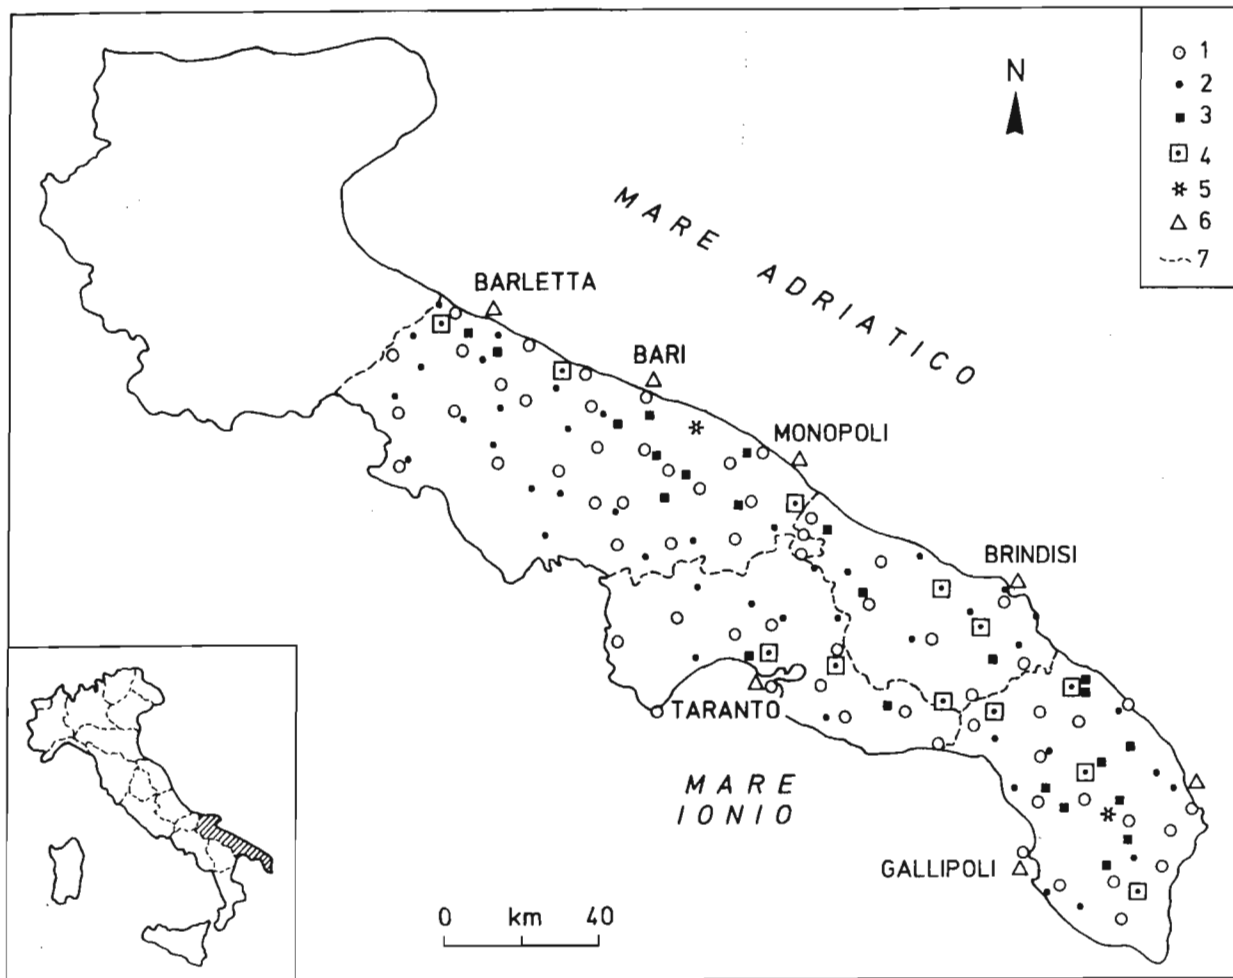 1
2
3
4
5
6
7
N
MARE ADRIATICO
BARLETTA
BARI
MONOPOLI
BRINDISI
TARANTO
MARE
IONIO
GALLIPOLI
0 km 40